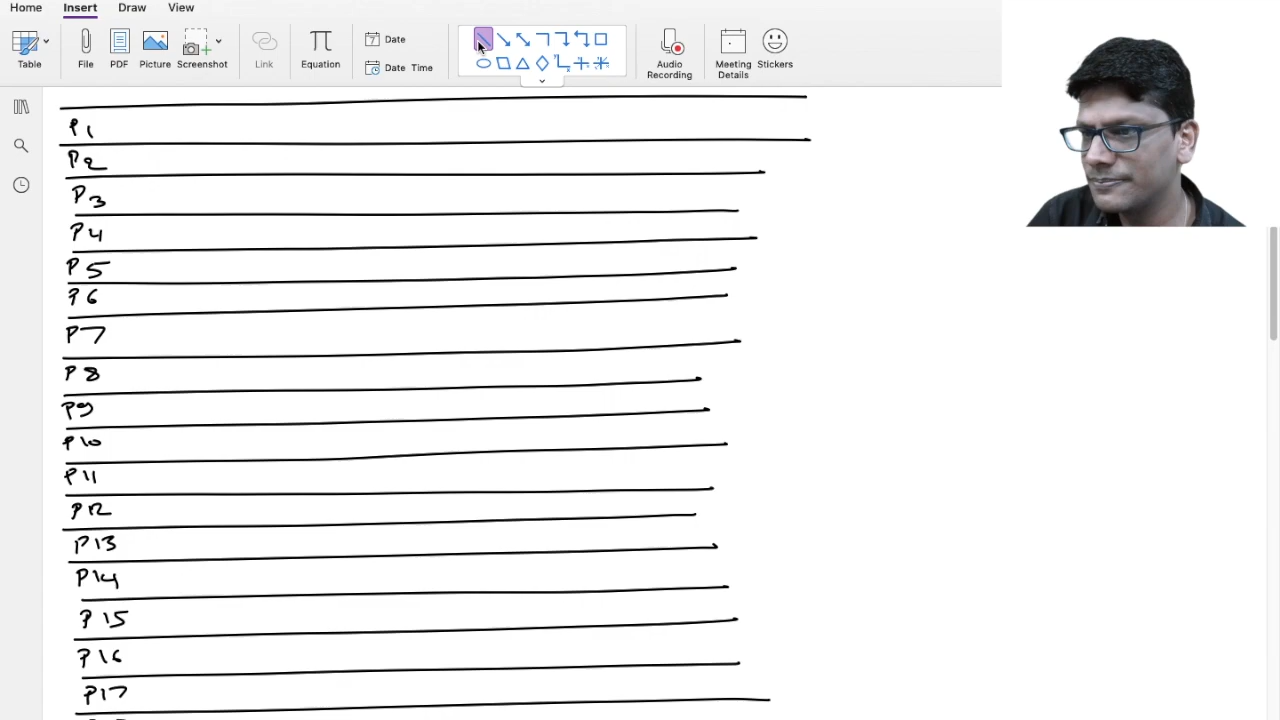 Home Insert Draw View
Table File PDF Picture Screenshot Link Equation Date Date Time Audio Recording Meeting Details Stickers
P1
P2
P3
P4
P5
P6
P7
P8
P9
P10
P11
P12
P13
P14
P15
P16
P17